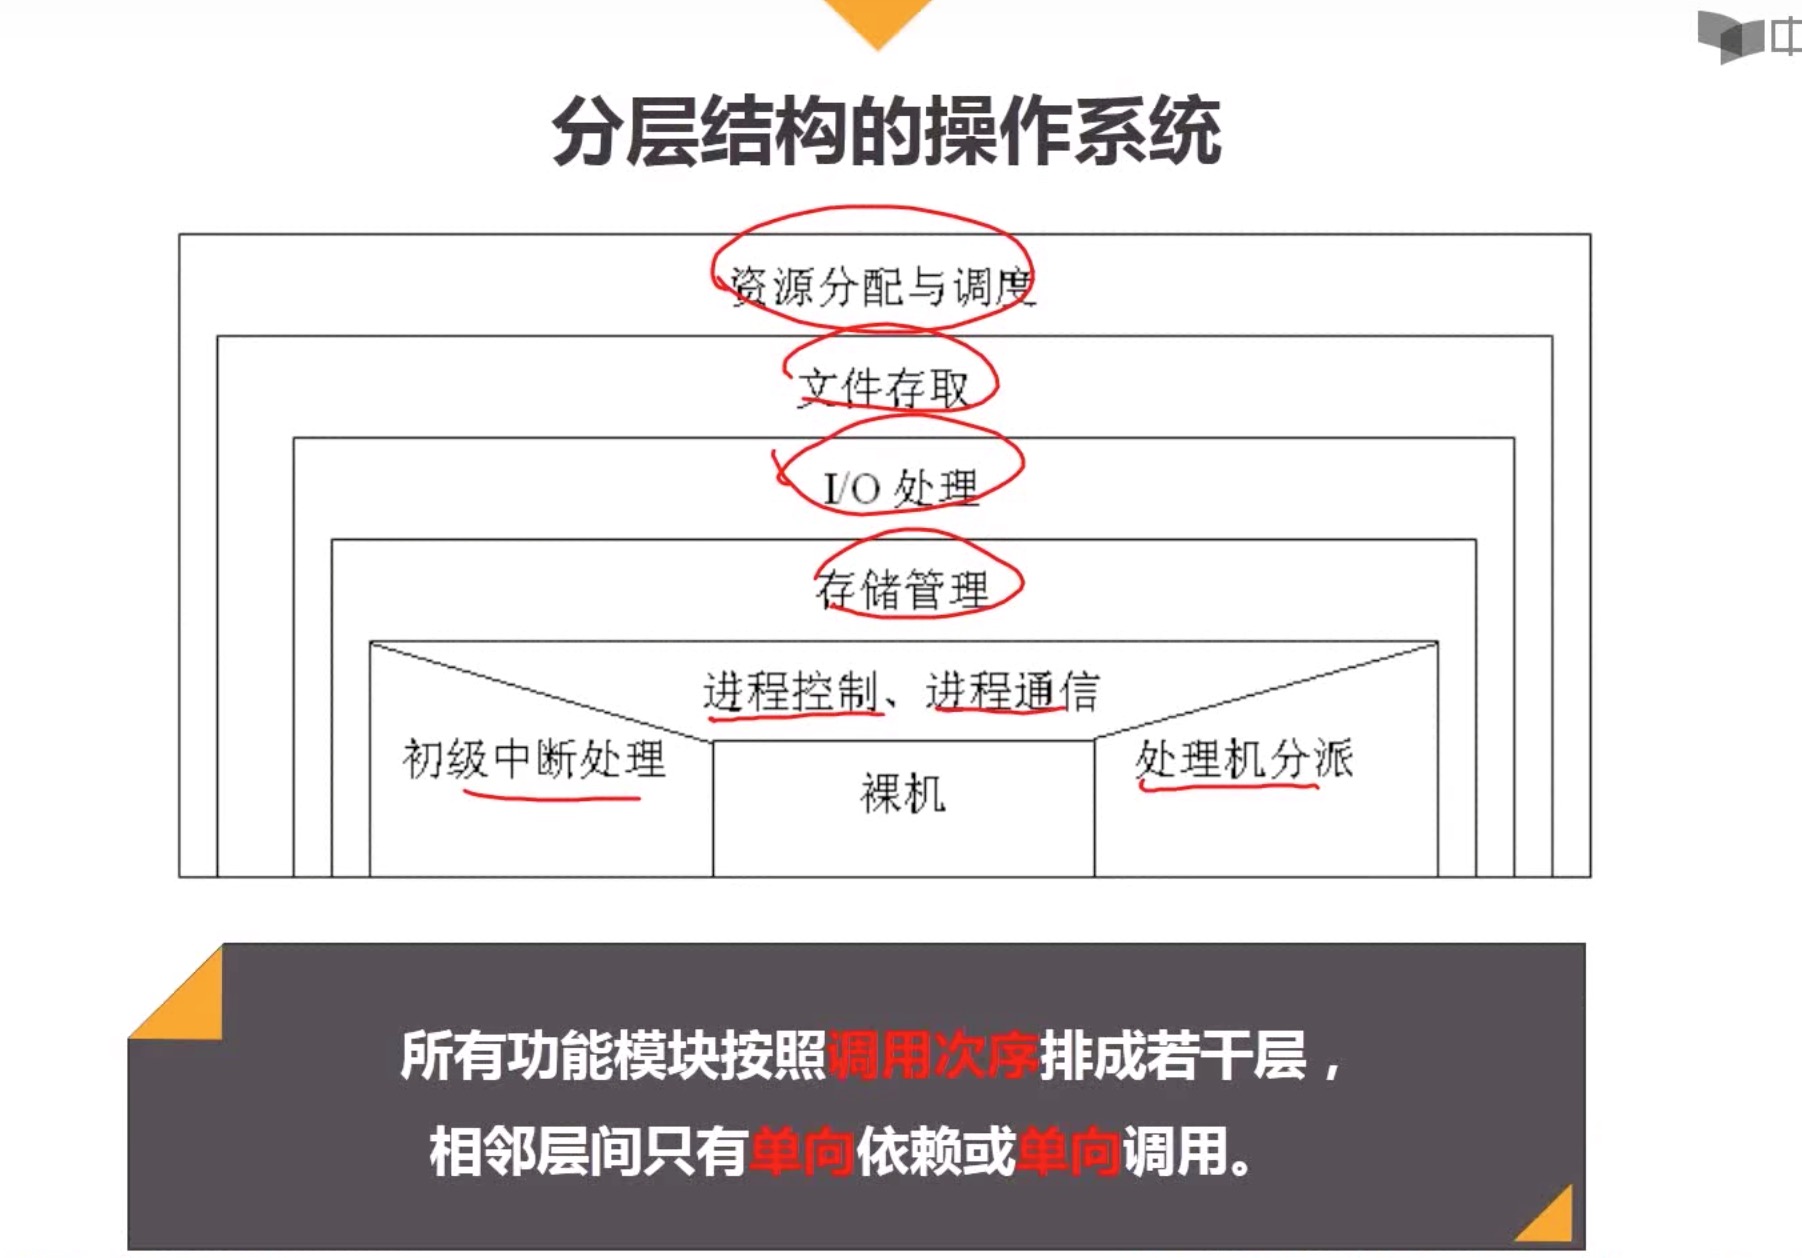 中
分层结构的操作系统
资源分配与调度
文件存取
I/O 处理
存储管理
进程控制、进程通信
初级中断处理
裸机
处理机分派
所有功能模块按照调用次序排成若干层，
相邻层间只有单向依赖或单向调用。